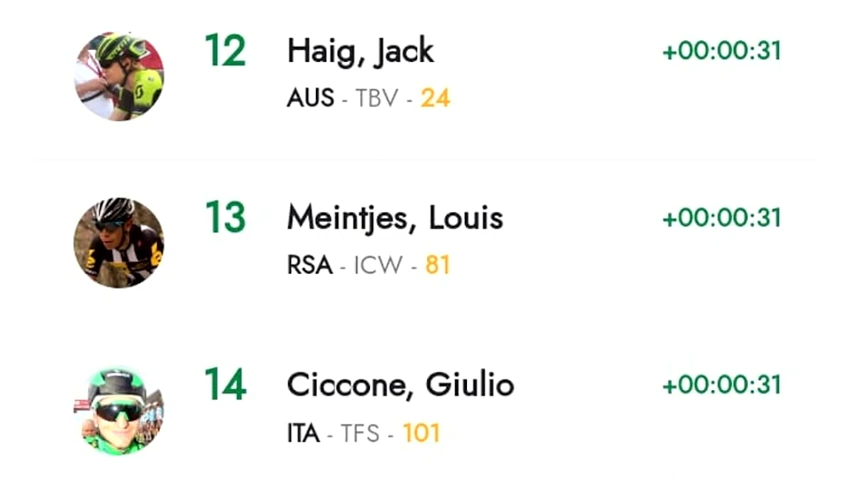 12 Haig, Jack +00:00:31
AUS - TBV - 24
13 Meintjes, Louis +00:00:31
RSA - ICW - 81
14 Ciccone, Giulio +00:00:31
ITA - TFS - 101